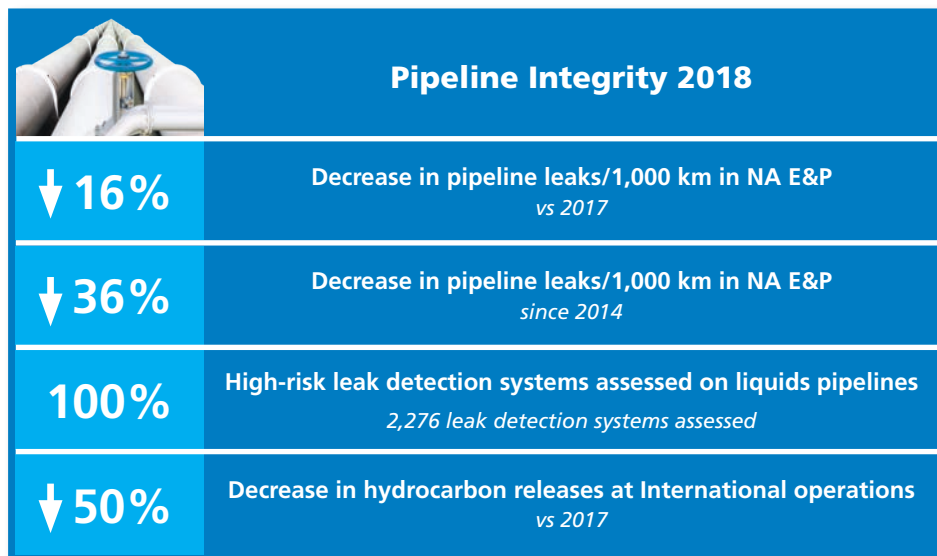 Pipeline Integrity 2018
16%
Decrease in pipeline leaks/1,000 km in NA E&P
vs 2017
36%
Decrease in pipeline leaks/1,000 km in NA E&P
since 2014
100%
High-risk leak detection systems assessed on liquids pipelines
2,276 leak detection systems assessed
50%
Decrease in hydrocarbon releases at International operations
vs 2017